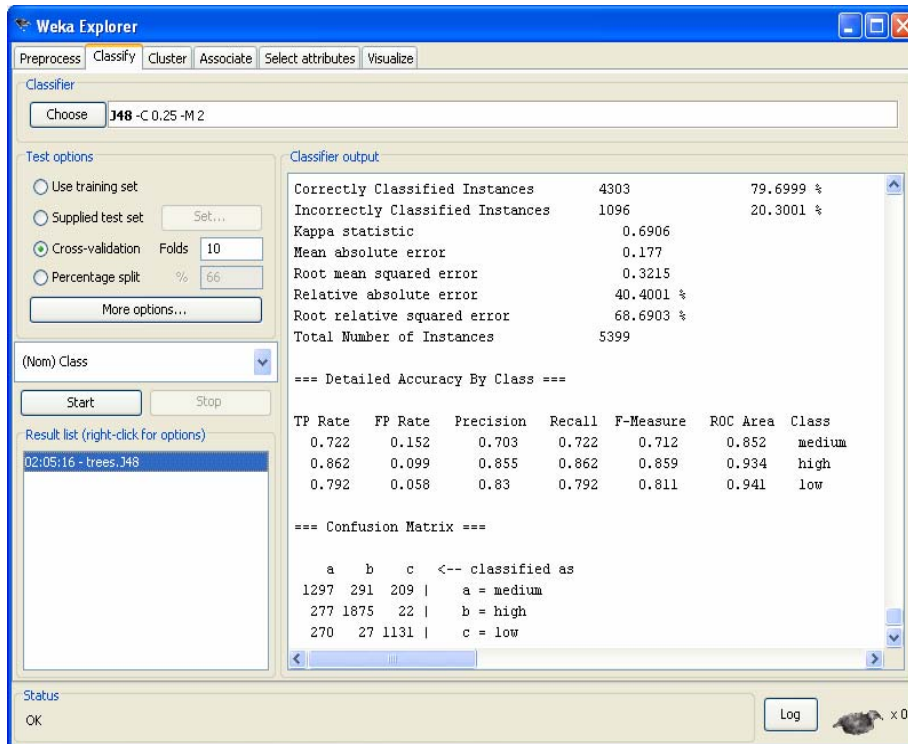 Weka Explorer
Preprocess Classify Cluster Associate Select attributes Visualize
Classifier
Choose J48 -C 0.25 -M 2
Test options
Use training set
Supplied test set Set...
Cross-validation Folds 10
Percentage split % 66
More options...
(Nom) Class
Start Stop
Result list (right-click for options)
02:05:16 - trees.J48
Classifier output
Correctly Classified Instances 4303 79.6999 %
Incorrectly Classified Instances 1096 20.3001 %
Kappa statistic 0.6906
Mean absolute error 0.177
Root mean squared error 0.3215
Relative absolute error 40.4001 %
Root relative squared error 68.6903 %
Total Number of Instances 5399
=== Detailed Accuracy By Class ===
TP Rate FP Rate Precision Recall F-Measure ROC Area Class
0.722 0.152 0.703 0.722 0.712 0.852 medium
0.862 0.099 0.855 0.862 0.859 0.934 high
0.792 0.058 0.83 0.792 0.811 0.941 low
=== Confusion Matrix ===
a b c <-- classified as
1297 291 209 | a = medium
277 1875 22 | b = high
270 27 1131 | c = low
Status
OK
Log
x 0